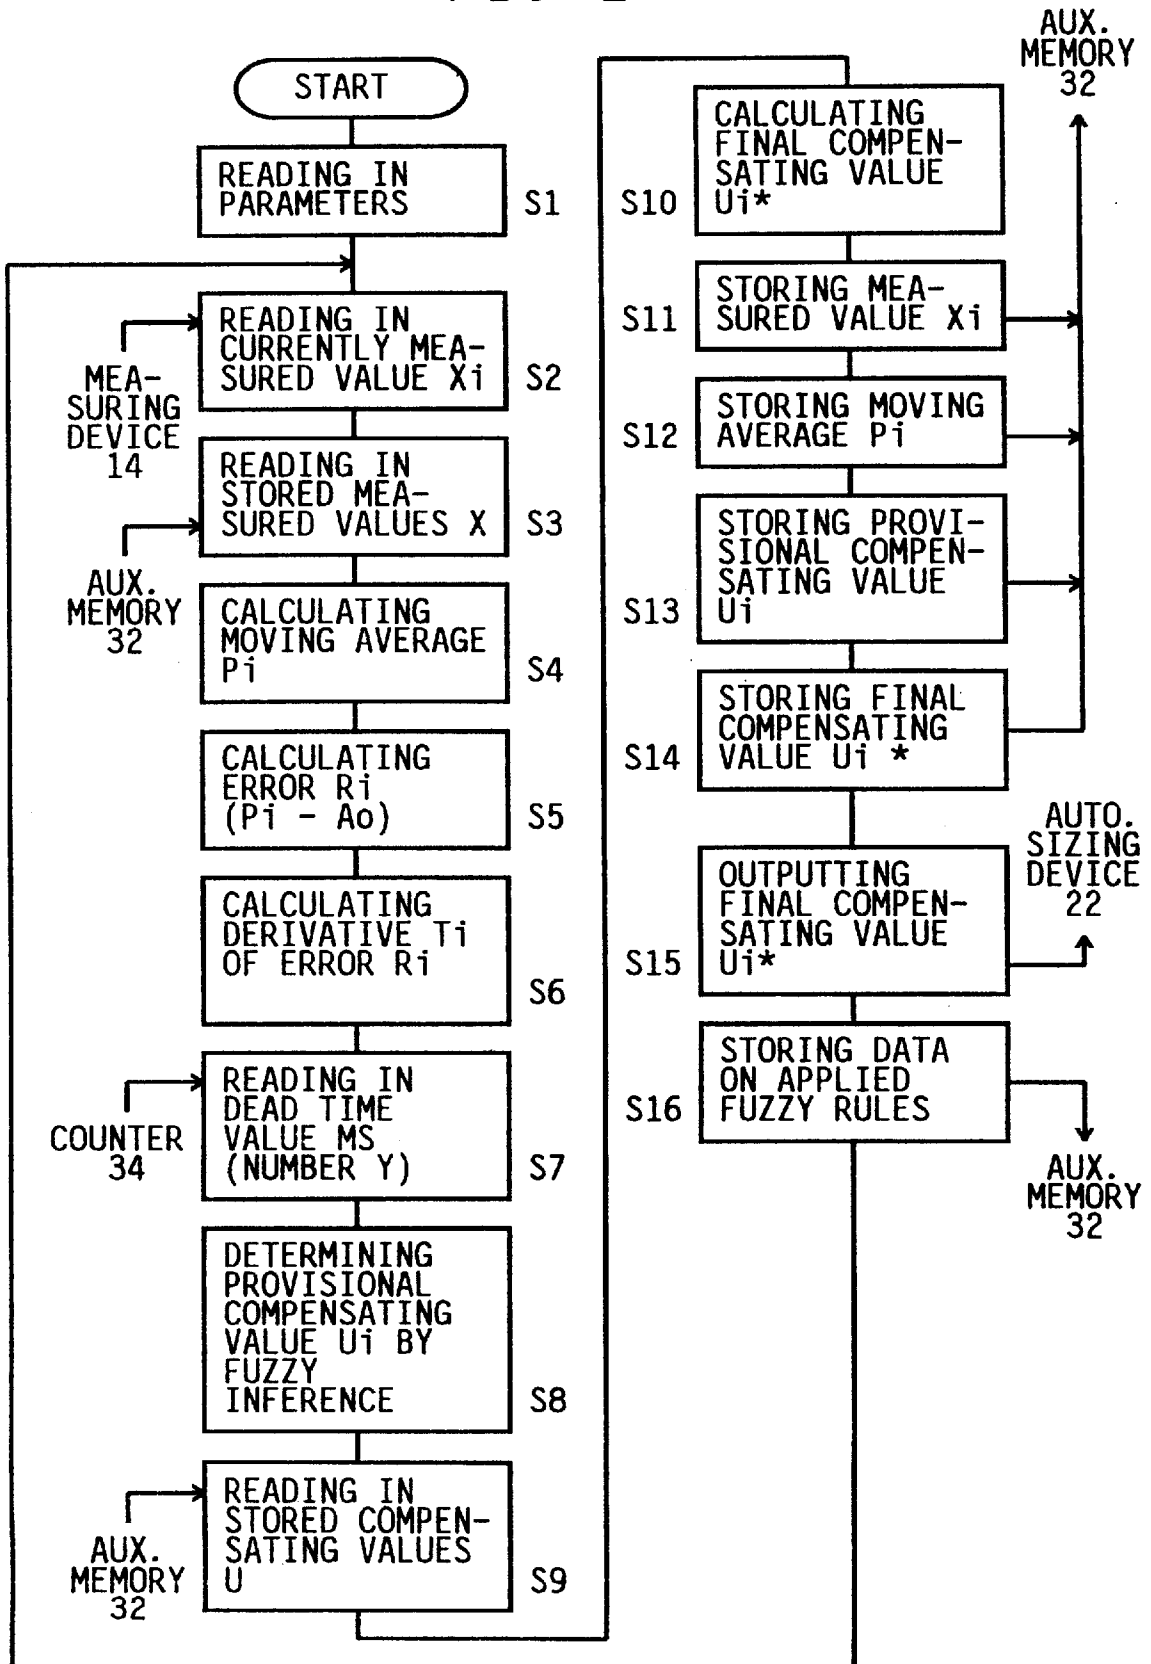 START
READING IN
PARAMETERS
S1
READING IN
CURRENTLY MEA-
SURED VALUE Xi
S2
MEA-
SURING
DEVICE
14
READING IN
STORED MEA-
SURED VALUES X
S3
AUX.
MEMORY
32
CALCULATING
MOVING AVERAGE
Pi
S4
CALCULATING
ERROR Ri
(Pi - Ao)
S5
CALCULATING
DERIVATIVE Ti
OF ERROR Ri
S6
READING IN
DEAD TIME
VALUE MS
(NUMBER Y)
S7
COUNTER
34
DETERMINING
PROVISIONAL
COMPENSATING
VALUE Ui BY
FUZZY
INFERENCE
S8
READING IN
STORED COMPEN-
SATING VALUES
U
S9
AUX.
MEMORY
32
AUX.
MEMORY
32
CALCULATING
FINAL COMPEN-
SATING VALUE
Ui*
S10
STORING MEA-
SURED VALUE Xi
S11
STORING MOVING
AVERAGE Pi
S12
STORING PROVI-
SIONAL COMPEN-
SATING VALUE
Ui
S13
STORING FINAL
COMPENSATING
VALUE Ui *
S14
AUTO.
SIZING
DEVICE
22
OUTPUTTING
FINAL COMPEN-
SATING VALUE
Ui*
S15
STORING DATA
ON APPLIED
FUZZY RULES
S16
AUX.
MEMORY
32